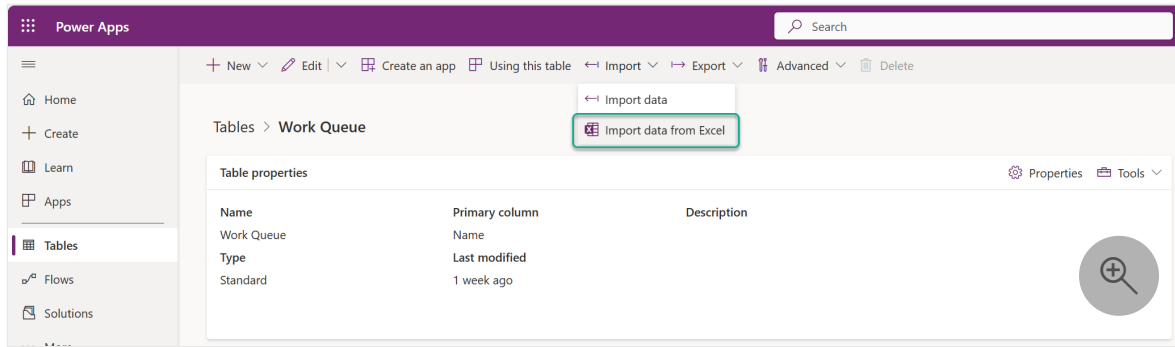 Power Apps
Search
New Edit Create an app Using this table Import Export Advanced Delete
Import data
Import data from Excel
Home
Create
Learn
Apps
Tables
Flows
Solutions
Tables > Work Queue
Table properties
Properties Tools
Name Primary column Description
Work Queue Name
Type Last modified
Standard 1 week ago